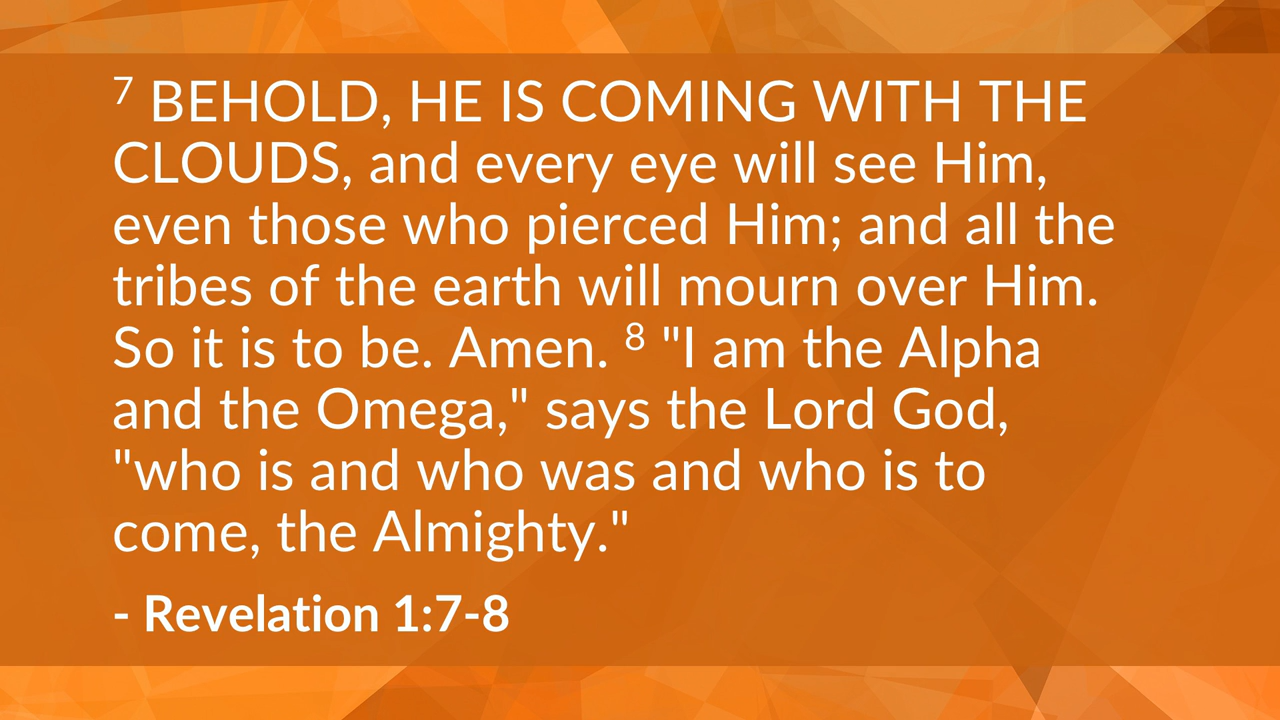 7 BEHOLD, HE IS COMING WITH THE
CLOUDS, and every eye will see Him,
even those who pierced Him; and all the
tribes of the earth will mourn over Him.
So it is to be. Amen. 8 "I am the Alpha
and the Omega," says the Lord God,
"who is and who was and who is to
come, the Almighty."
- Revelation 1:7-8